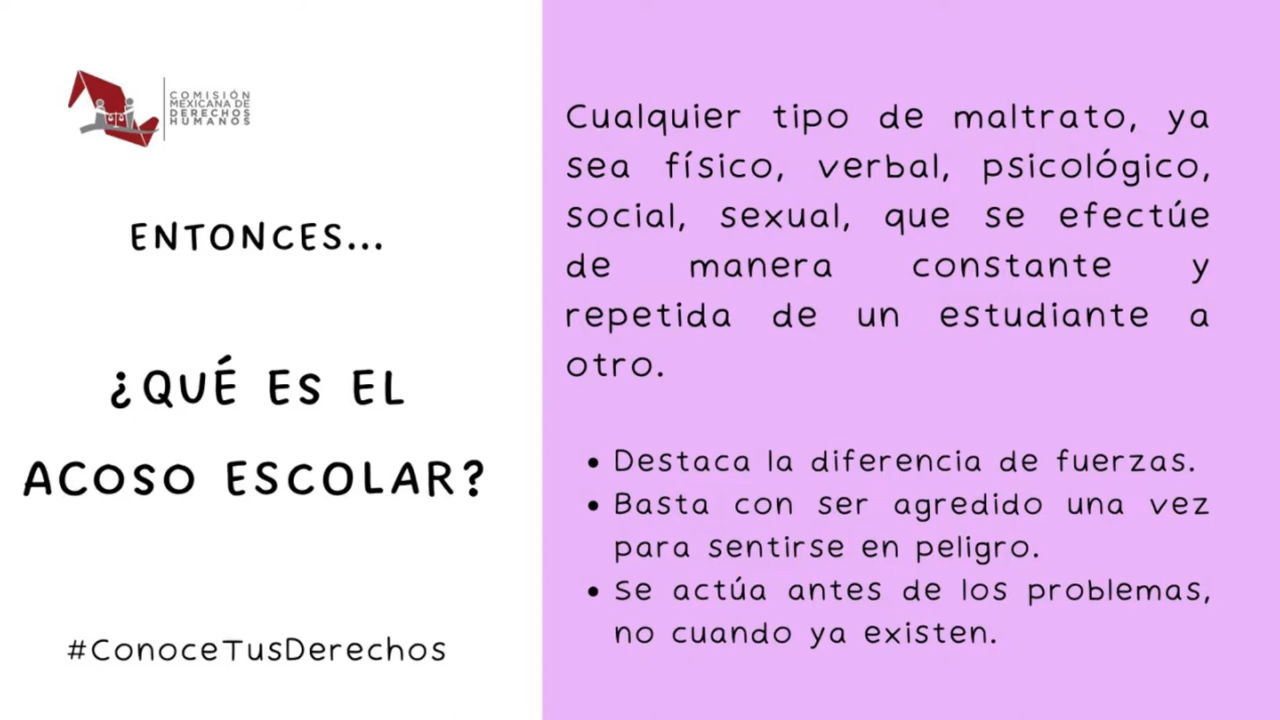 COMISIÓN
MEXICANA DE
DERECHOS
HUMANOS
ENTONCES...
¿QUÉ ES EL
ACOSO ESCOLAR?
#ConoceTusDerechos
Cualquier tipo de maltrato, ya
sea físico, verbal, psicológico,
social, sexual, que se efectúe
de manera constante y
repetida de un estudiante a
otro.
• Destaca la diferencia de fuerzas.
• Basta con ser agredido una vez
para sentirse en peligro.
• Se actúa antes de los problemas,
no cuando ya existen.